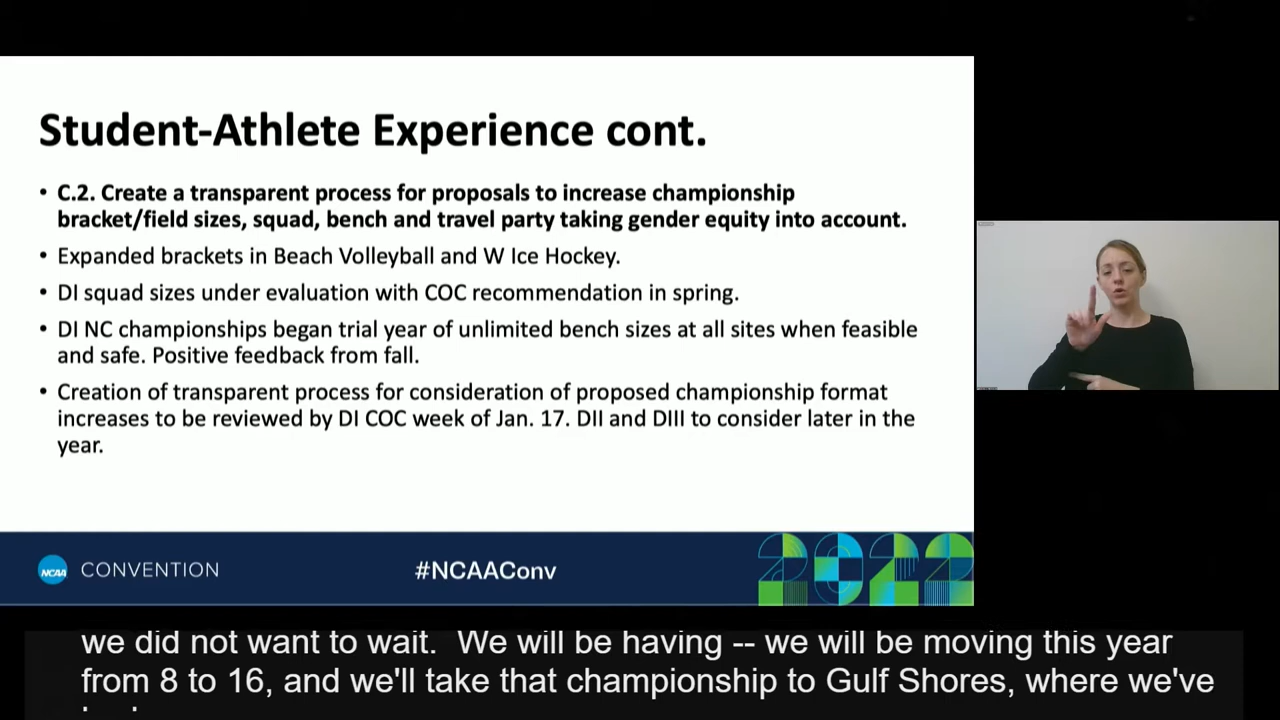 Student-Athlete Experience cont.
• C.2. Create a transparent process for proposals to increase championship
bracket/field sizes, squad, bench and travel party taking gender equity into account.
• Expanded brackets in Beach Volleyball and W Ice Hockey.
• DI squad sizes under evaluation with COC recommendation in spring.
• DI NC championships began trial year of unlimited bench sizes at all sites when feasible
and safe. Positive feedback from fall.
• Creation of transparent process for consideration of proposed championship format
increases to be reviewed by DI COC week of Jan. 17. DII and DIII to consider later in the
year.
NCAA CONVENTION
#NCAAConv
2022
we did not want to wait. We will be having -- we will be moving this year
from 8 to 16, and we'll take that championship to Gulf Shores, where we've